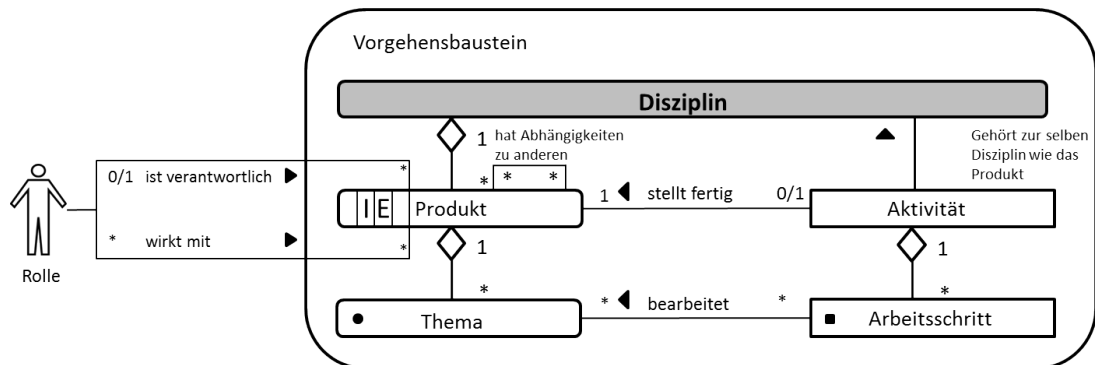 Vorgehensbaustein
Disziplin
1
hat Abhängigkeiten
zu anderen
Gehört zur selben
Disziplin wie das
Produkt
0/1 ist verantwortlich
*
*
* *
I E Produkt
1
stellt fertig
0/1
Aktivität
* wirkt mit
*
1
1
Rolle
*
*
bearbeitet
*
*
Thema
Arbeitsschritt